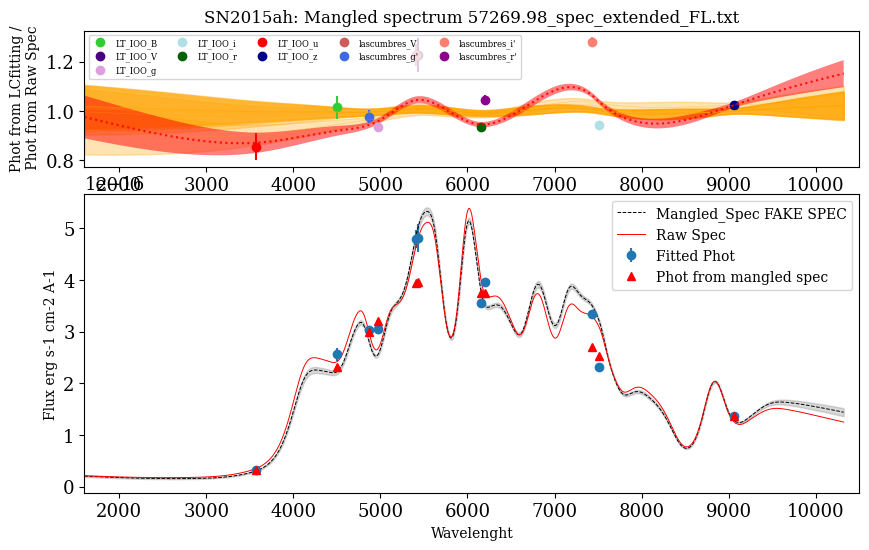 SN2015ah: Mangled spectrum 57269.98_spec_extended_FL.txt
Phot from LCfitting /
Phot from Raw Spec
LT_IOO_B
LT_IOO_V
LT_IOO_g
LT_IOO_i
LT_IOO_r
LT_IOO_u
LT_IOO_z
lascumbres_V
lascumbres_g'
lascumbres_i'
lascumbres_r'
1.2
1.0
0.8
2000 3000 4000 5000 6000 7000 8000 9000 10000
Flux erg s-1 cm-2 A-1
Mangled_Spec FAKE SPEC
Raw Spec
Fitted Phot
Phot from mangled spec
5
4
3
2
1
0
2000 3000 4000 5000 6000 7000 8000 9000 10000
Wavelenght